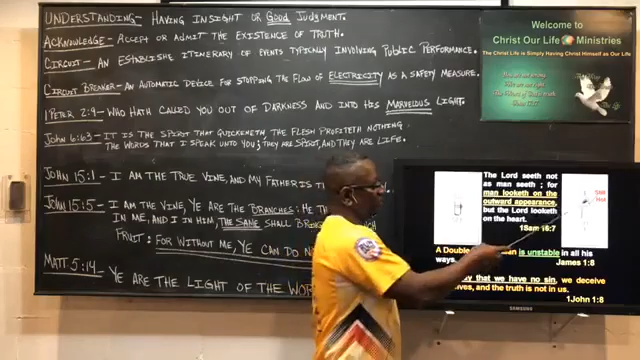 UNDERSTANDING - HAVING INSIGHT OR GOOD JUDGMENT.
ACKNOWLEDGE - ACCEPT OR ADMIT THE EXISTENCE OF TRUTH.
CIRCUIT - AN ESTABLISHE ITINERARY OF EVENTS TYPICALLY INVOLVING PUBLIC PERFORMANCE.
CIRCUIT BREAKER - AN AUTOMATIC DEVICE FOR STOPPING THE FLOW OF ELECTRICITY AS A SAFETY MEASURE.
1 PETER 2:9 - WHO HATH CALLED YOU OUT OF DARKNESS AND INTO HIS MARVELOUS LIGHT.
JOHN 6:63 - IT IS THE SPIRIT THAT QUICKENETH THE FLESH PROFITETH NOTHING:
THE WORDS THAT I SPEAK UNTO YOU; THEY ARE SPIRIT, AND THEY ARE LIFE.
JOHN 15:1 - I AM THE TRUE VINE, AND MY FATHER IS TH
JOHN 15:5 - I AM THE VINE, YE ARE THE BRANCHES: HE TH
IN ME, AND I IN HIM, THE SAME SHALL BRING CH
FRUIT: FOR WITHOUT ME, YE CAN DO NO
MATT. 5:14 - YE ARE THE LIGHT OF THE WOR
Welcome to
Christ Our Life Ministries
The Christ Life is Simply Having Christ Himself as Our Life
The Life
The Lord seeth not
as man seeth ; for
man looketh on the
outward appearance,
but the Lord looketh
on the heart.
1Sam 16:7
A Double en is unstable in all his
ways. James 1:8
y that we have no sin, we deceive
lves, and the truth is not in us.
1John 1:8
SAMSUNG